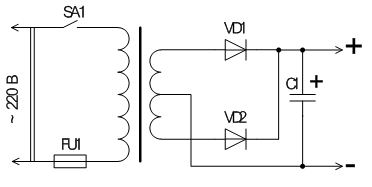 SA1
VD1
+
~ 220 В
C1 +
FU1
VD2
-